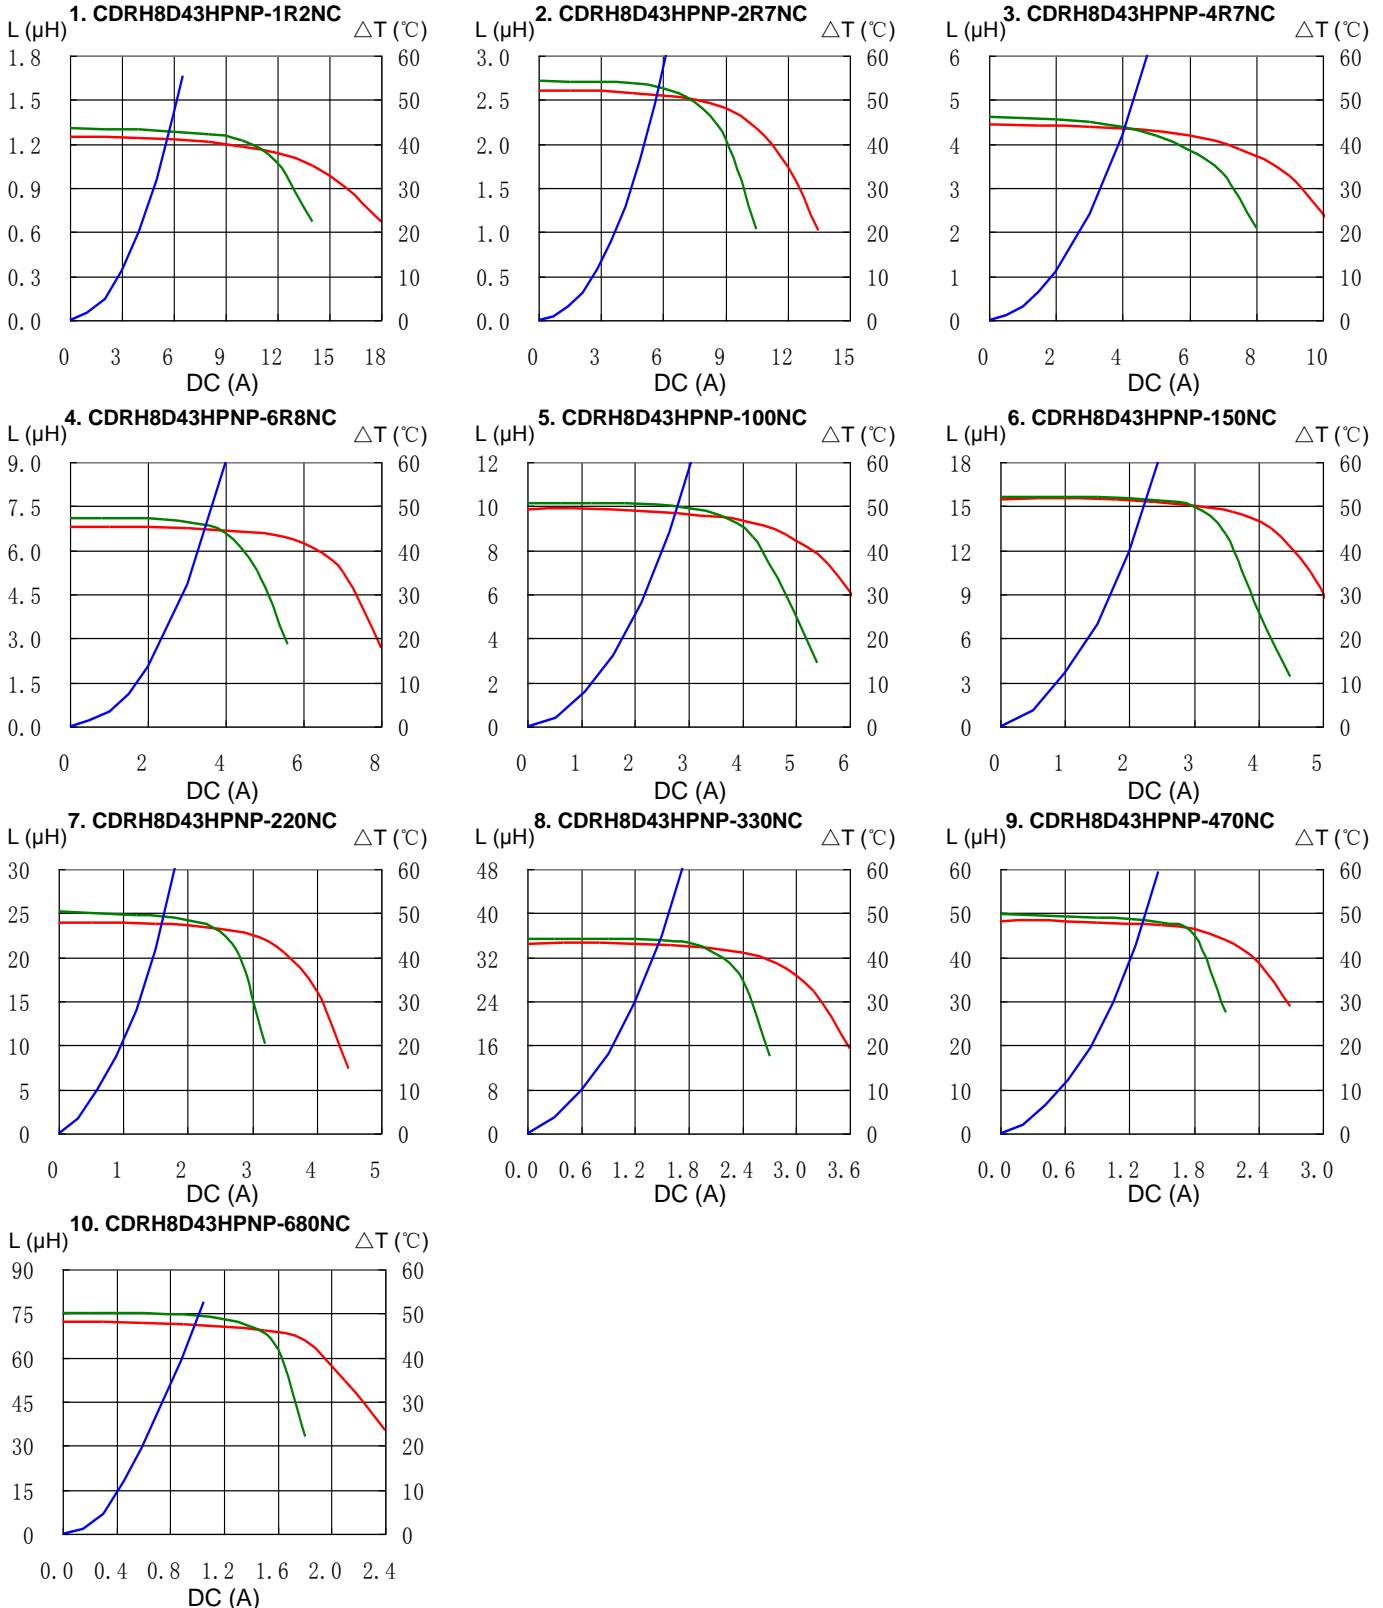 1. CDRH8D43HPNP-1R2NC
L (µH)
△T (℃)
1.8
1.5
1.2
0.9
0.6
0.3
0.0
60
50
40
30
20
10
0
0 3 6 9 12 15 18
DC (A)
2. CDRH8D43HPNP-2R7NC
L (µH)
△T (℃)
3.0
2.5
2.0
1.5
1.0
0.5
0.0
60
50
40
30
20
10
0
0 3 6 9 12 15
DC (A)
3. CDRH8D43HPNP-4R7NC
L (µH)
△T (℃)
6
5
4
3
2
1
0
60
50
40
30
20
10
0
0 2 4 6 8 10
DC (A)
4. CDRH8D43HPNP-6R8NC
L (µH)
△T (℃)
9.0
7.5
6.0
4.5
3.0
1.5
0.0
60
50
40
30
20
10
0
0 2 4 6 8
DC (A)
5. CDRH8D43HPNP-100NC
L (µH)
△T (℃)
12
10
8
6
4
2
0
60
50
40
30
20
10
0
0 1 2 3 4 5 6
DC (A)
6. CDRH8D43HPNP-150NC
L (µH)
△T (℃)
18
15
12
9
6
3
0
60
50
40
30
20
10
0
0 1 2 3 4 5
DC (A)
7. CDRH8D43HPNP-220NC
L (µH)
△T (℃)
30
25
20
15
10
5
0
60
50
40
30
20
10
0
0 1 2 3 4 5
DC (A)
8. CDRH8D43HPNP-330NC
L (µH)
△T (℃)
48
40
32
24
16
8
0
60
50
40
30
20
10
0
0.0 0.6 1.2 1.8 2.4 3.0 3.6
DC (A)
9. CDRH8D43HPNP-470NC
L (µH)
△T (℃)
60
50
40
30
20
10
0
60
50
40
30
20
10
0
0.0 0.6 1.2 1.8 2.4 3.0
DC (A)
10. CDRH8D43HPNP-680NC
L (µH)
△T (℃)
90
75
60
45
30
15
0
60
50
40
30
20
10
0
0.0 0.4 0.8 1.2 1.6 2.0 2.4
DC (A)